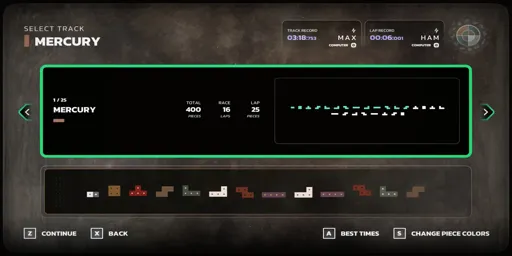 SELECT TRACK
MERCURY
TRACK RECORD
03:18:753
MAX
COMPUTER
LAP RECORD
00:06:001
HAM
COMPUTER
1 / 25
MERCURY
TOTAL
400
PIECES
RACE
16
LAPS
LAP
25
PIECES
Z CONTINUE
X BACK
A BEST TIMES
S CHANGE PIECE COLORS